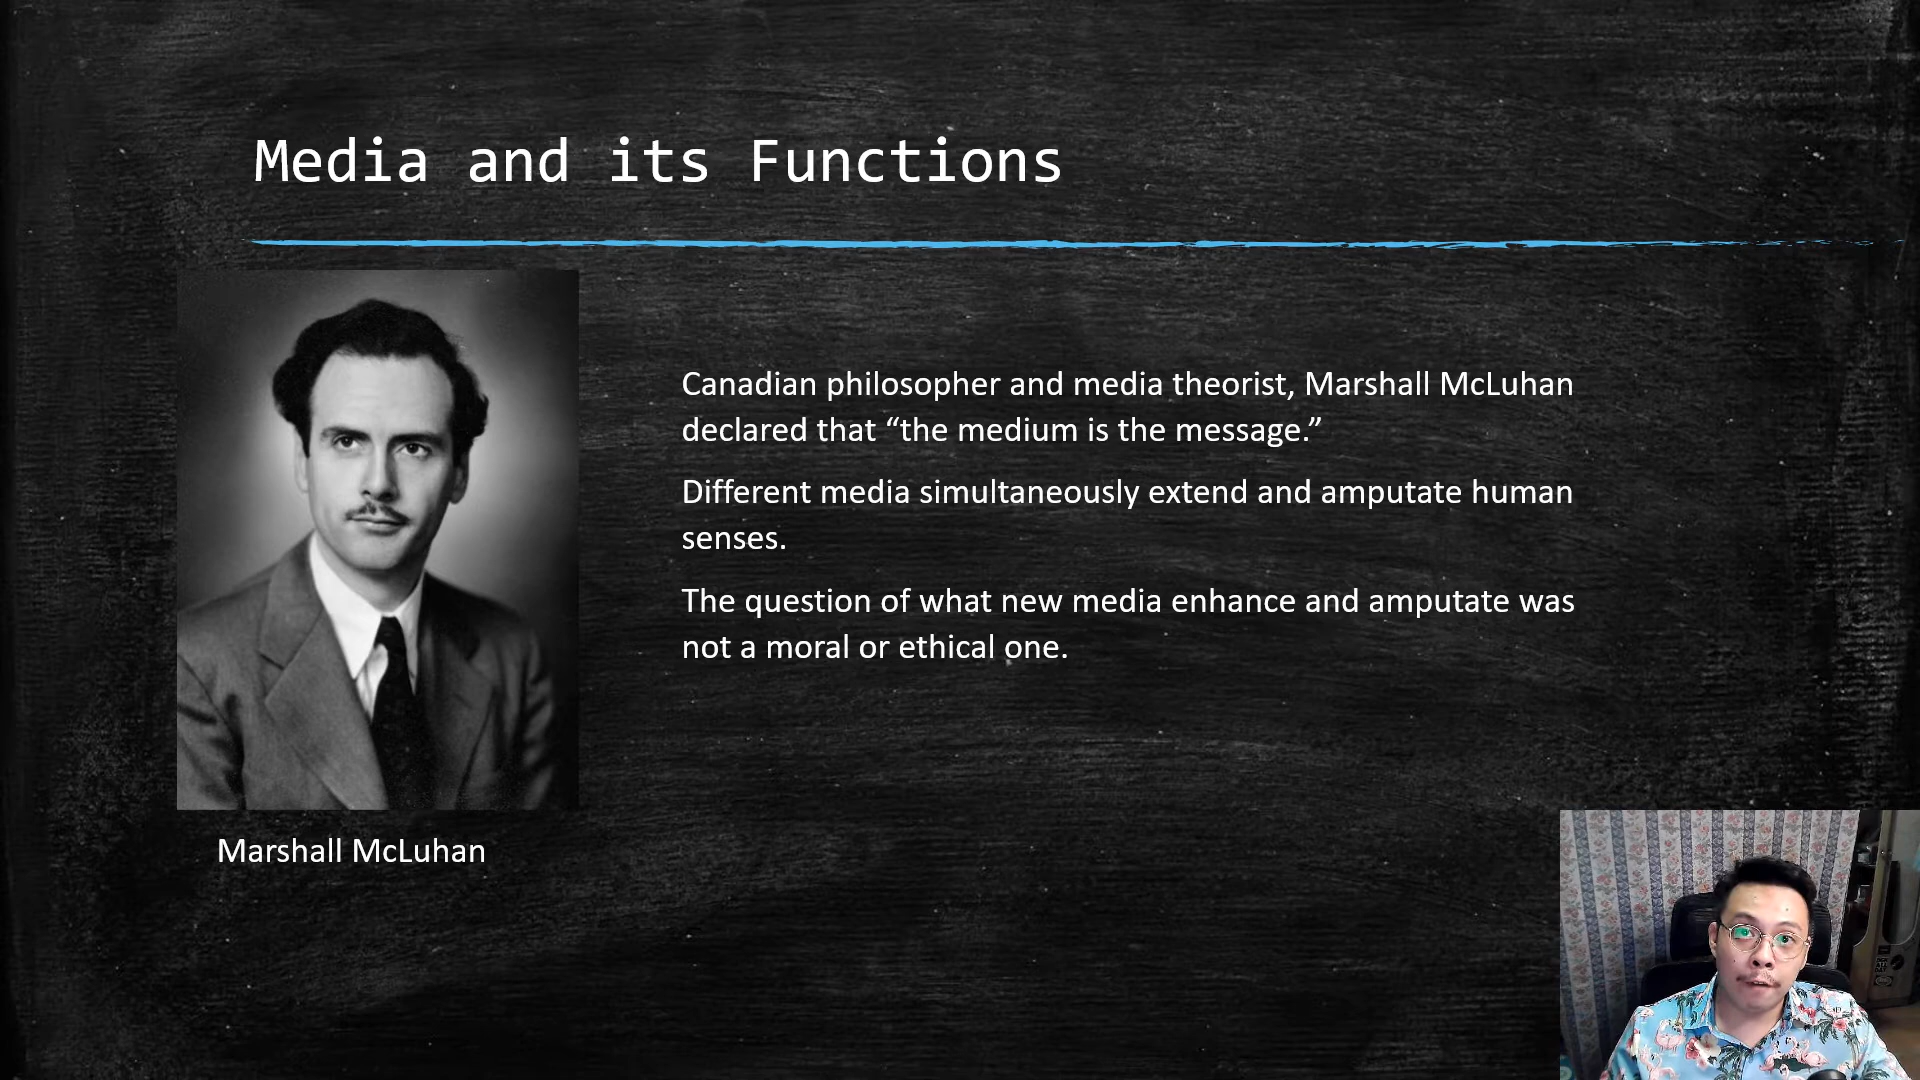 Media and its Functions
Canadian philosopher and media theorist, Marshall McLuhan
declared that “the medium is the message.”
Different media simultaneously extend and amputate human
senses.
The question of what new media enhance and amputate was
not a moral or ethical one.
Marshall McLuhan